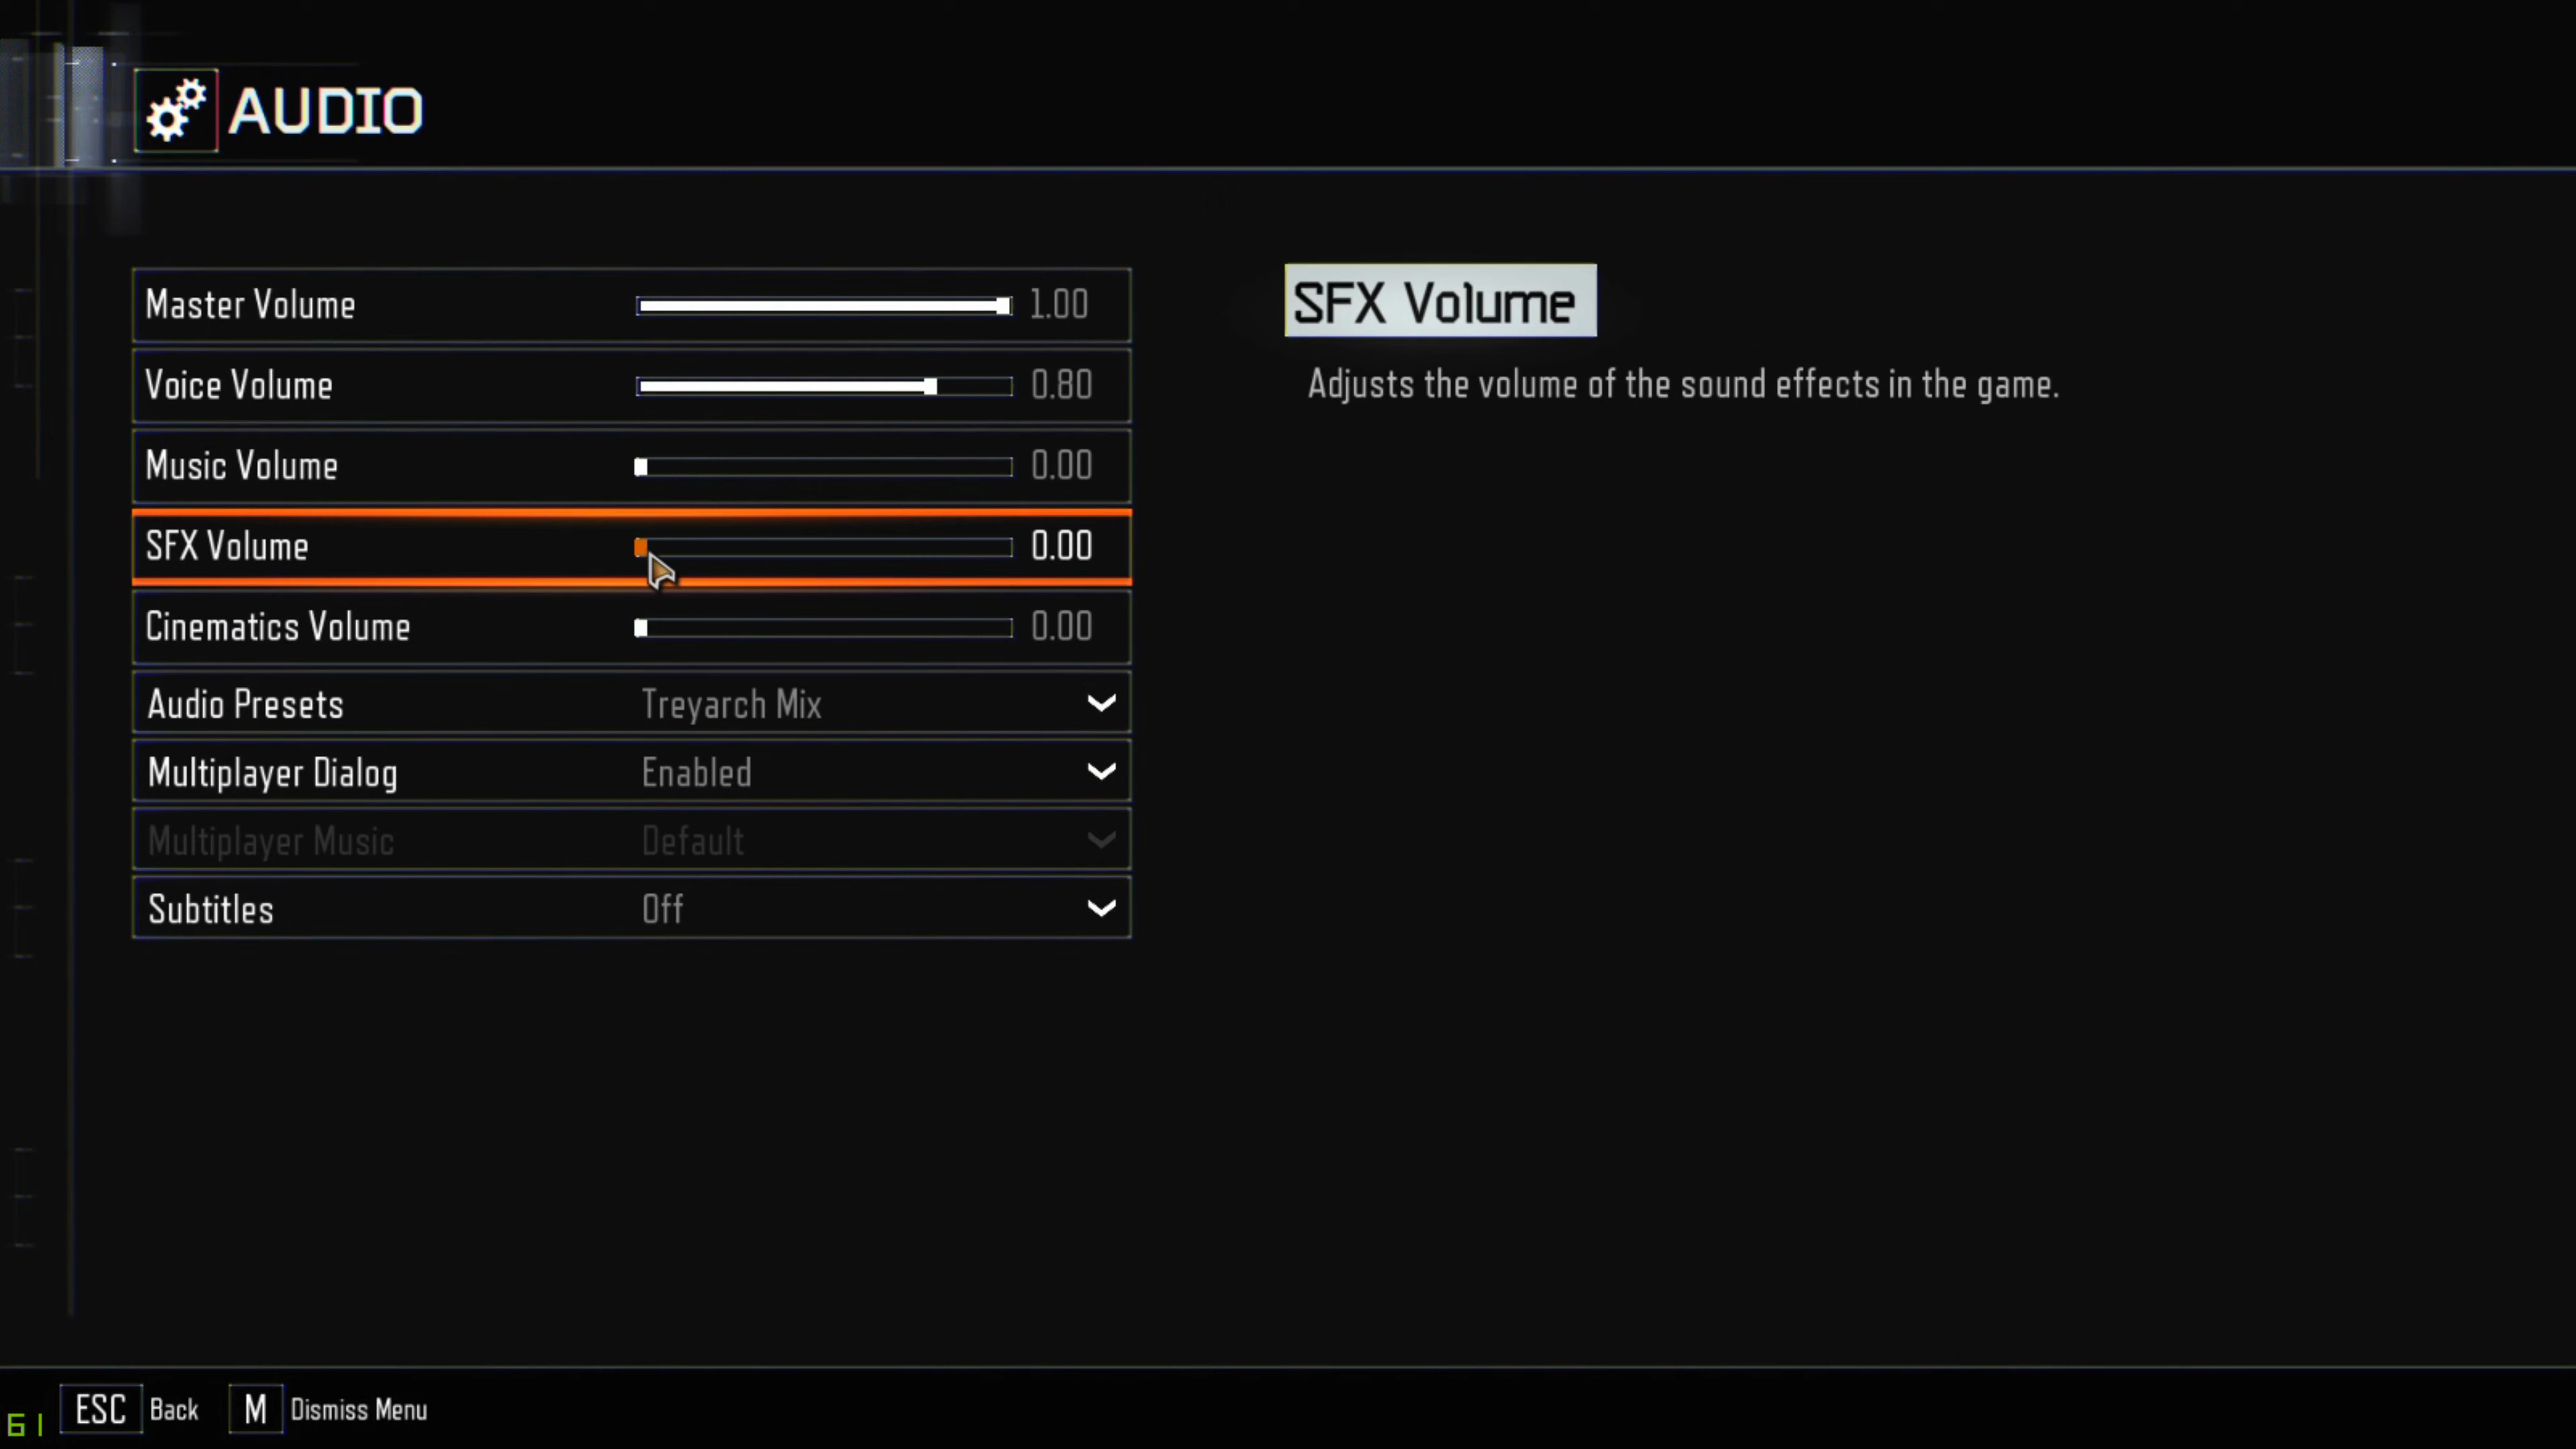 AUDIO
Master Volume 1.00
Voice Volume 0.80
Music Volume 0.00
SFX Volume 0.00
Cinematics Volume 0.00
Audio Presets Treyarch Mix
Multiplayer Dialog Enabled
Multiplayer Music Default
Subtitles Off
SFX Volume
Adjusts the volume of the sound effects in the game.
61 ESC Back M Dismiss Menu